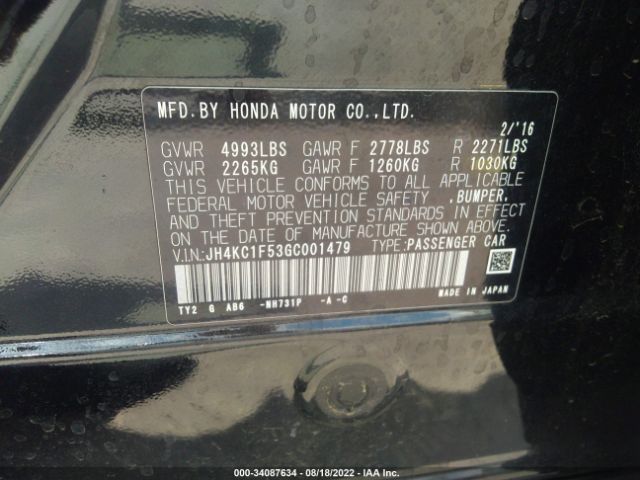 MFD.BY HONDA MOTOR CO.,LTD.
2/'16
GVWR 4993LBS GAWR F 2778LBS R 2271LBS
GVWR 2265KG GAWR F 1260KG R 1030KG
THIS VEHICLE CONFORMS TO ALL APPLICABLE
FEDERAL MOTOR VEHICLE SAFETY ,BUMPER,
AND THEFT PREVENTION STANDARDS IN EFFECT
ON THE DATE OF MANUFACTURE SHOWN ABOVE.
V.I.N:JH4KC1F53GC001479 TYPE:PASSENGER CAR
TY2 G AB6 -NH731P -A -C
MADE IN JAPAN
000-34087634 - 08/18/2022 - IAA Inc.